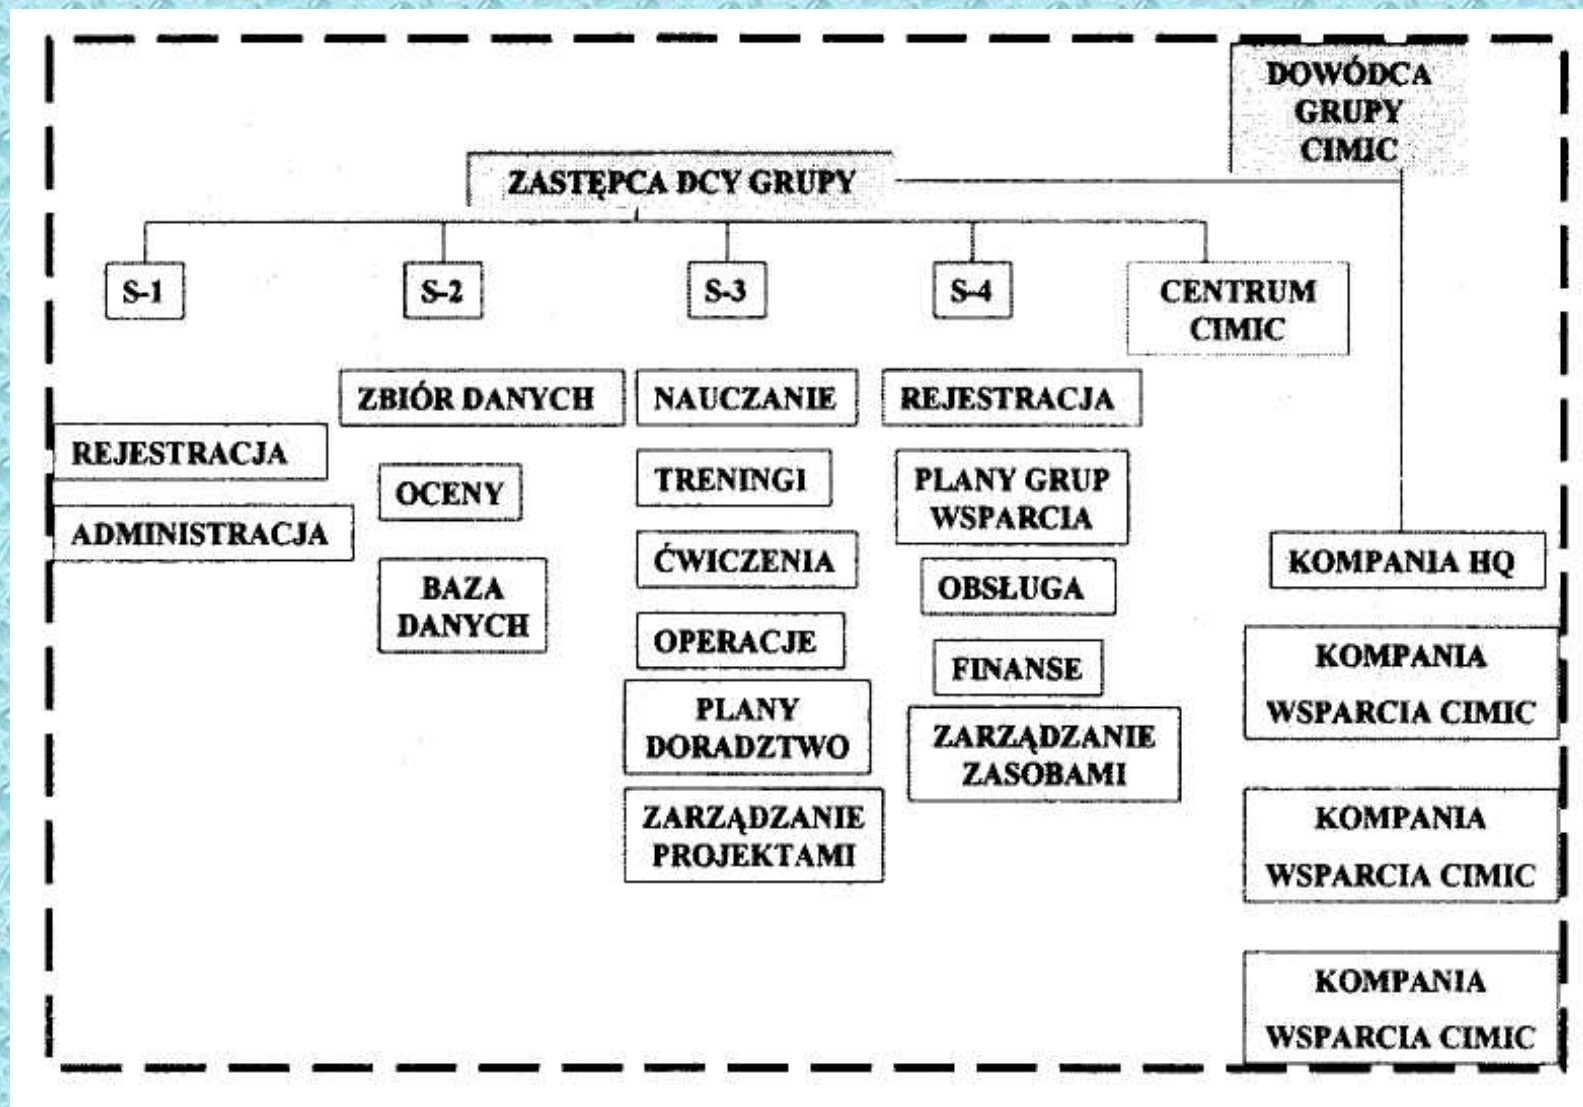 DOWÓDCA
GRUPY
CIMIC
ZASTĘPCA DCY GRUPY
S-1
S-2
S-3
S-4
CENTRUM
CIMIC
REJESTRACJA
ADMINISTRACJA
ZBIÓR DANYCH
OCENY
BAZA
DANYCH
NAUCZANIE
TRENINGI
ĆWICZENIA
OPERACJE
PLANY
DORADZTWO
ZARZĄDZANIE
PROJEKTAMI
REJESTRACJA
PLANY GRUP
WSPARCIA
OBSŁUGA
FINANSE
ZARZĄDZANIE
ZASOBAMI
KOMPANIA HQ
KOMPANIA
WSPARCIA CIMIC
KOMPANIA
WSPARCIA CIMIC
KOMPANIA
WSPARCIA CIMIC